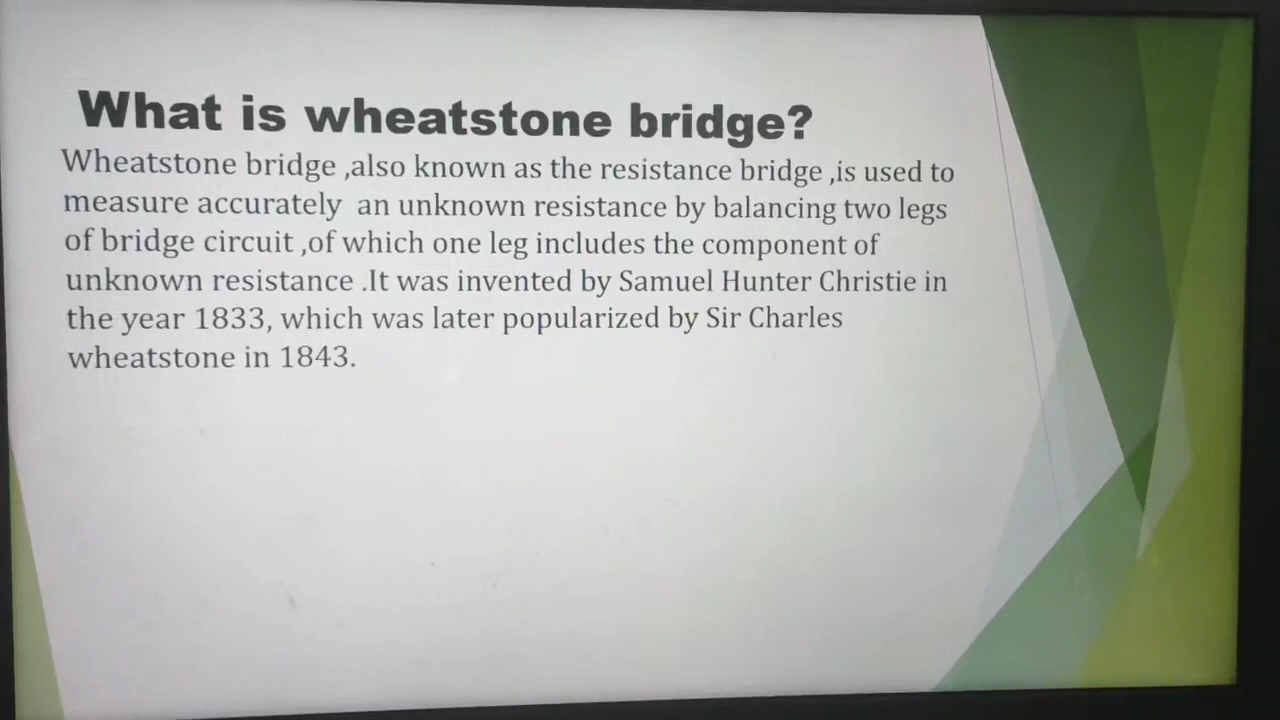 What is wheatstone bridge?
Wheatstone bridge ,also known as the resistance bridge ,is used to
measure accurately  an unknown resistance by balancing two legs
of bridge circuit ,of which one leg includes the component of
unknown resistance .It was invented by Samuel Hunter Christie in
the year 1833, which was later popularized by Sir Charles
wheatstone in 1843.